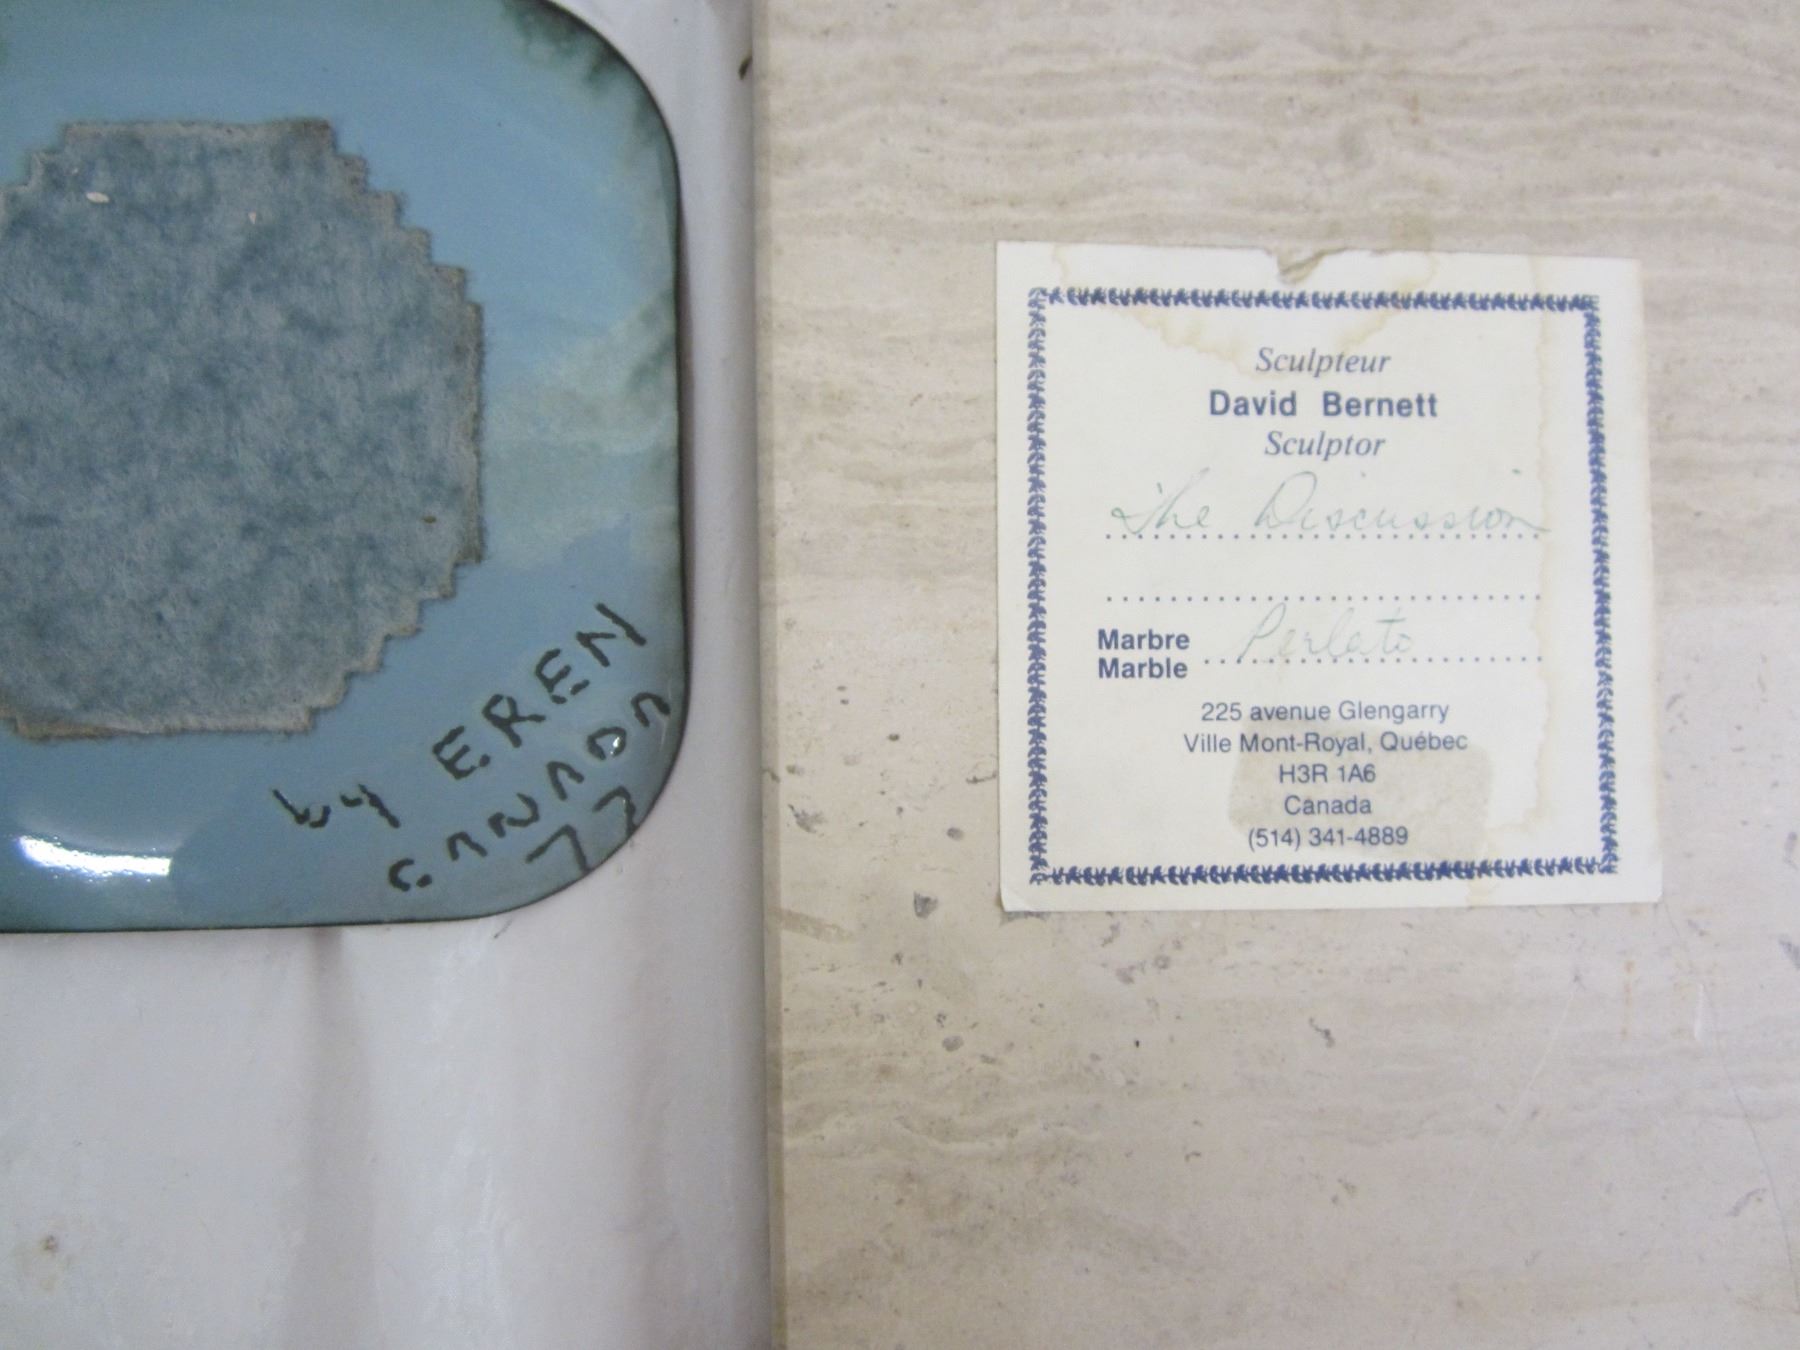 by EREN
CANADA
77
Sculpteur
David Bernett
Sculptor
The Discussion
Marbre
Marble Perlato
225 avenue Glengarry
Ville Mont-Royal, Québec
H3R 1A6
Canada
(514) 341-4889